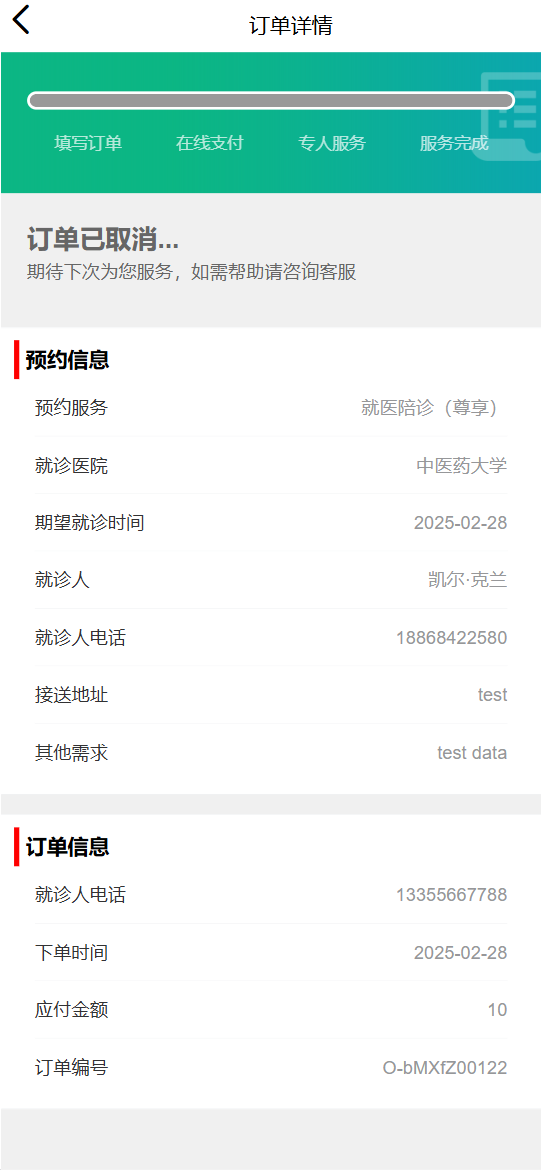 订单详情
填写订单 在线支付 专人服务 服务完成
订单已取消...
期待下次为您服务，如需帮助请咨询客服
预约信息
预约服务 就医陪诊（尊享）
就诊医院 中医药大学
期望就诊时间 2025-02-28
就诊人 凯尔·克兰
就诊人电话 18868422580
接送地址 test
其他需求 test data
订单信息
就诊人电话 13355667788
下单时间 2025-02-28
应付金额 10
订单编号 O-bMXfZ00122